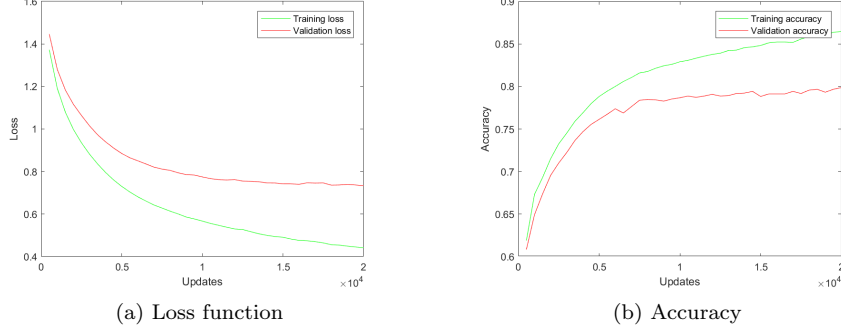 1.6
1.4
1.2
1
0.8
0.6
0.4
Loss
0
0.5
1
1.5
2
×10⁴
Updates
Training loss
Validation loss
(a) Loss function
0.9
0.85
0.8
0.75
0.7
0.65
0.6
Accuracy
0
0.5
1
1.5
2
×10⁴
Updates
Training accuracy
Validation accuracy
(b) Accuracy